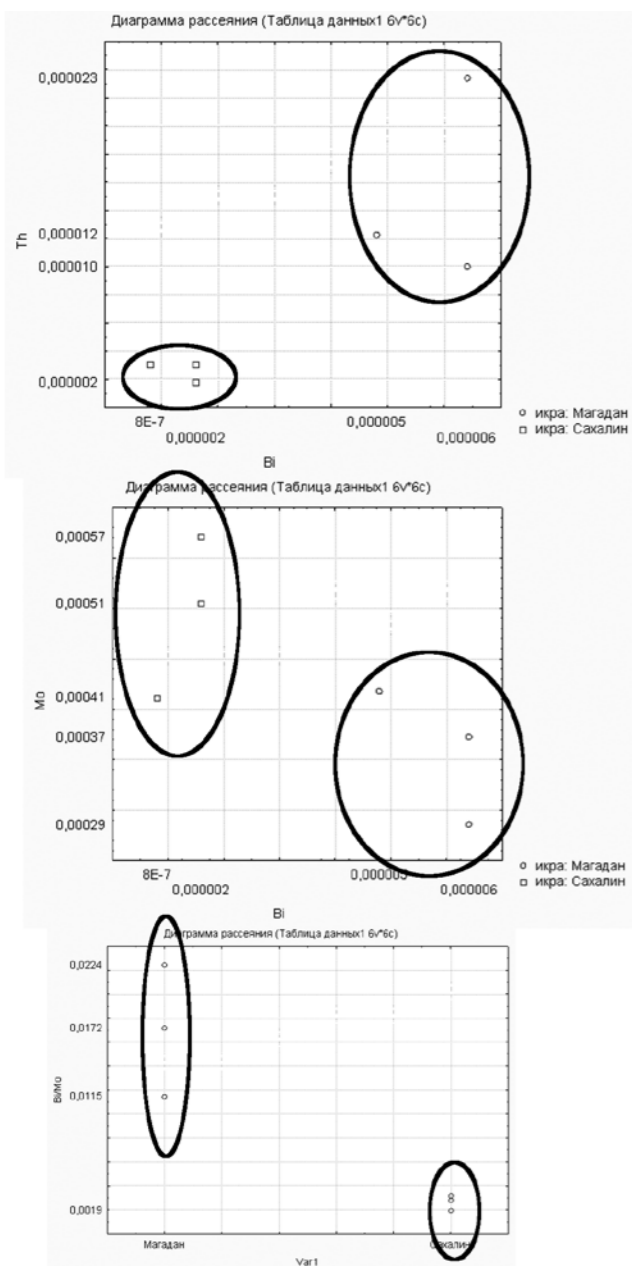 Диаграмма рассеяния (Таблица данных1 6v*6c)
0,000023
0,000012
0,000010
0,000002
Th
8E-7
0,000005
0,000002
0,000006
Bi
икра: Магадан
икра: Сахалин
Диаграмма рассеяния (Таблица данных1 6v*6c)
0,00057
0,00051
0,00041
0,00037
0,00029
Mo
8E-7
0,000005
0,000002
0,000006
Bi
икра: Магадан
икра: Сахалин
Диаграмма рассеяния (Таблица данных1 6v*6c)
0,0224
0,0172
0,0115
0,0019
Bi/Mo
Магадан
Сахалин
Var1